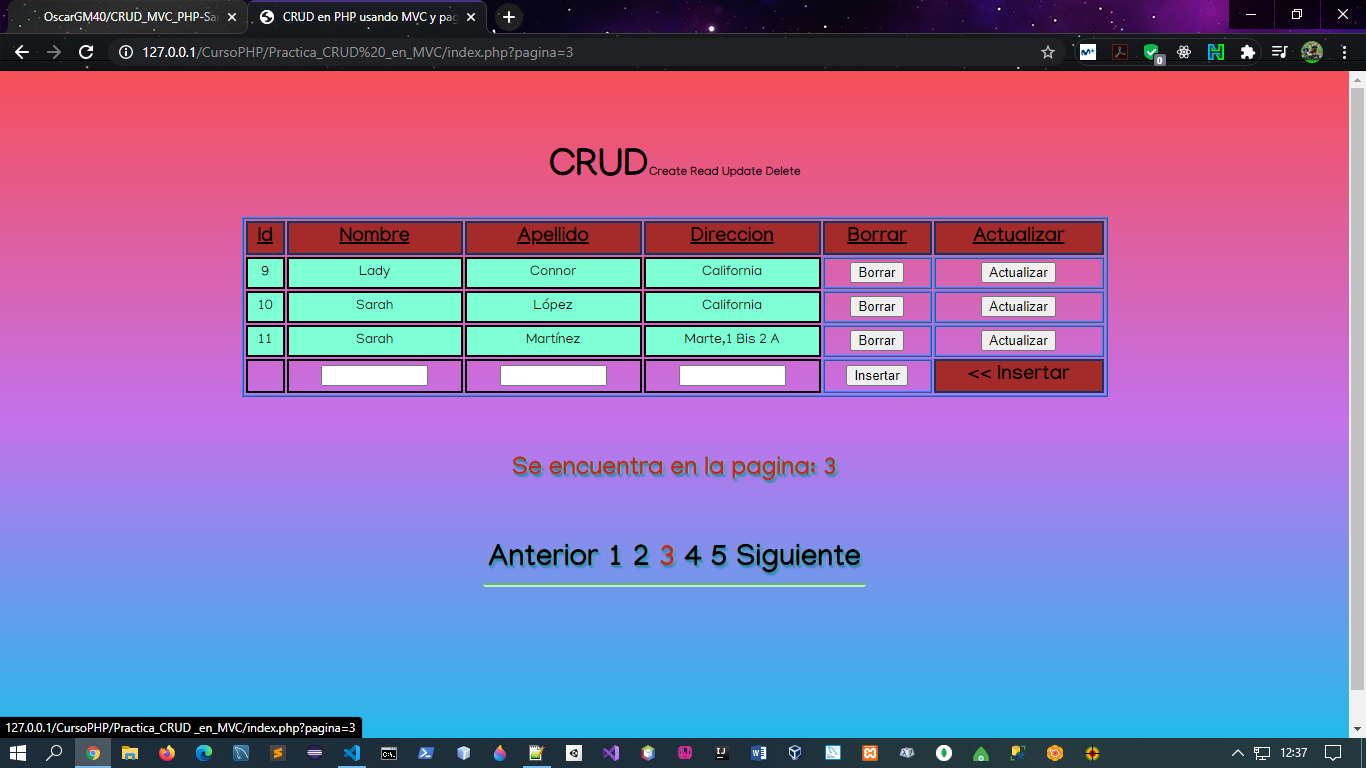 OscarGM40/CRUD_MVC_PHP-Sa
CRUD en PHP usando MVC y pag
127.0.0.1/CursoPHP/Practica_CRUD%20_en_MVC/index.php?pagina=3
0
CRUD Create Read Update Delete
Id Nombre Apellido Direccion Borrar Actualizar
9 Lady Connor California Borrar Actualizar
10 Sarah López California Borrar Actualizar
11 Sarah Martínez Marte,1 Bis 2 A Borrar Actualizar
Insertar << Insertar
Se encuentra en la pagina: 3
Anterior 1 2 3 4 5 Siguiente
127.0.0.1/CursoPHP/Practica_CRUD _en_MVC/index.php?pagina=3
12:37